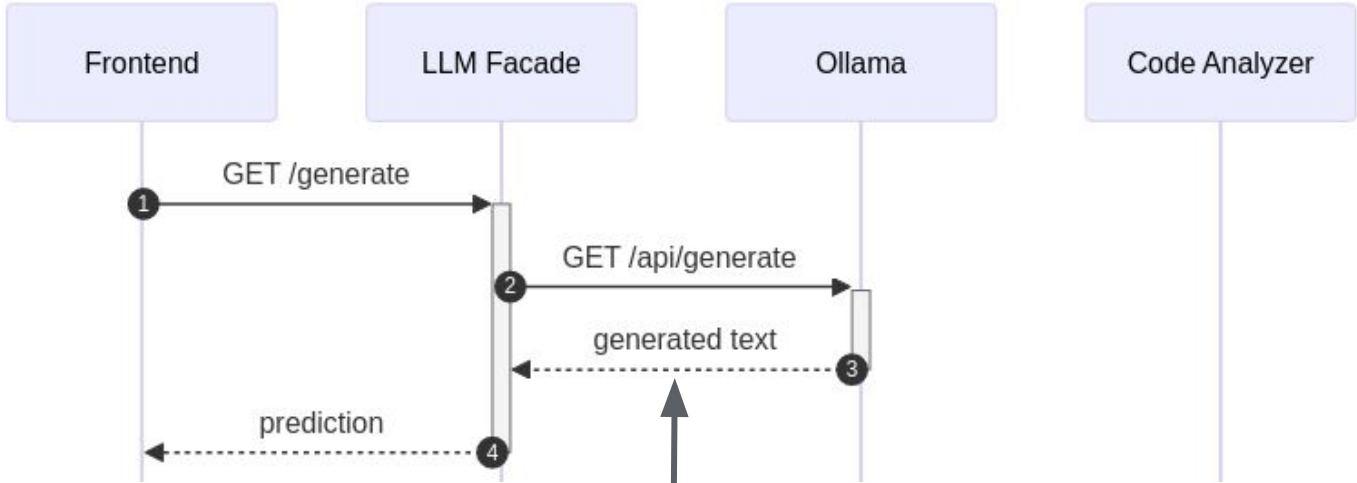 Frontend
LLM Facade
Ollama
Code Analyzer
GET /generate
1
GET /api/generate
2
generated text
3
prediction
4